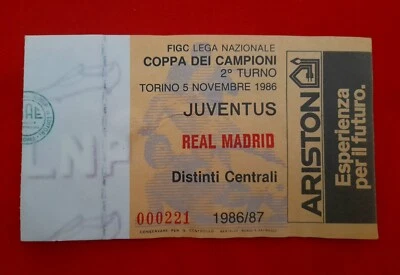 FIGC LEGA NAZIONALE
COPPA DEI CAMPIONI
2° TURNO
TORINO 5 NOVEMBRE 1986
JUVENTUS
REAL MADRID
Distinti Centrali
000221 1986/87
ARISTON
Esperienza
per il futuro.